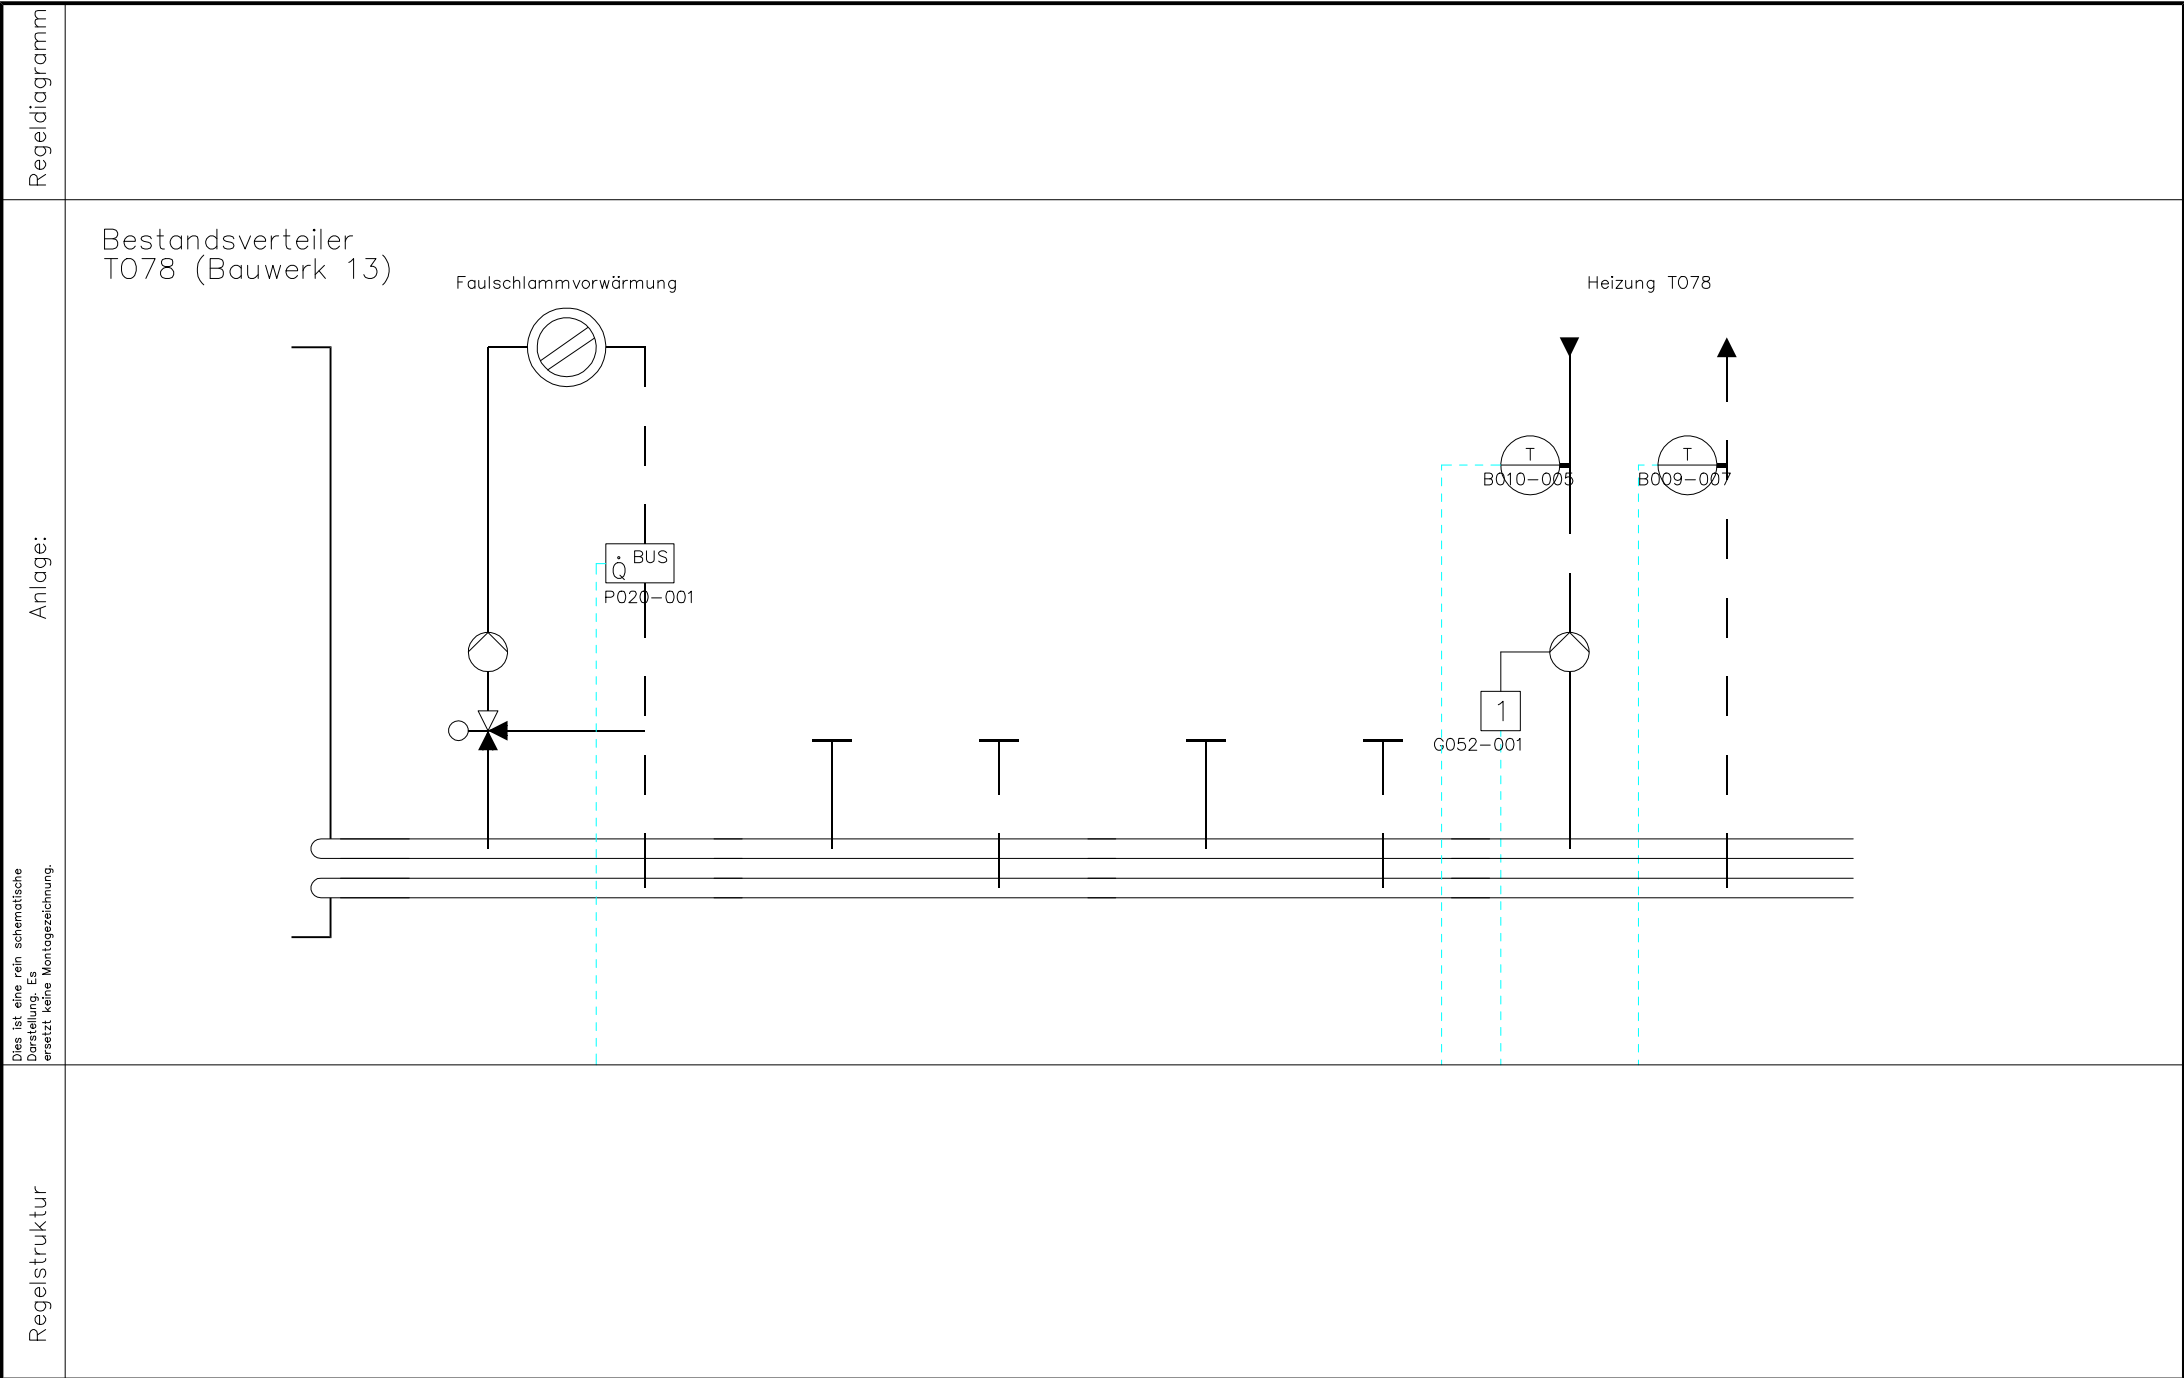 Regeldiagramm
Bestandsverteiler
T078 (Bauwerk 13)
Faulschlammvorwärmung
Heizung T078
T
B010-005
T
B009-007
Anlage:
BUS
Q̇
P020-001
1
G052-001
Dies ist eine rein schematische
Darstellung. Es
ersetzt keine Montagezeichnung.
Regelstruktur